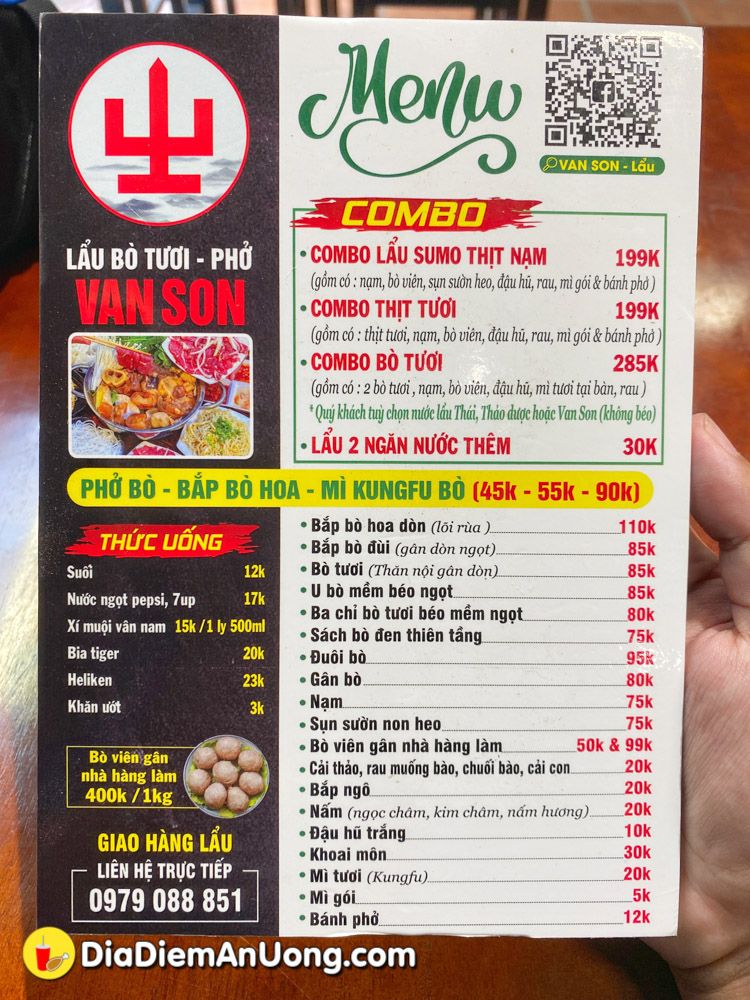 LẨU BÒ TƯƠI - PHỞ
VAN SON
Menu
VAN SON - Lẩu
COMBO
• COMBO LẨU SUMO THỊT NẠM 199K
(gồm có : nạm, bò viên, sụn sườn heo, đậu hũ, rau, mì gói & bánh phở )
• COMBO THỊT TƯƠI 199K
(gồm có : thịt tươi, nạm, bò viên, đậu hũ, rau, mì gói & bánh phở )
• COMBO BÒ TƯƠI 285K
(gồm có : 2 bò tươi , nạm, bò viên, đậu hũ, mì tươi tại bàn, rau )
* Quý khách tuỳ chọn nước lẩu Thái, Thảo dược hoặc Van Son (không béo)
• LẨU 2 NGĂN NƯỚC THÊM 30K
PHỞ BÒ - BẮP BÒ HOA - MÌ KUNGFU BÒ (45k - 55k - 90k)
THỨC UỐNG
Suối 12k
Nước ngọt pepsi, 7up 17k
Xí muội vân nam 15k /1 ly 500ml
Bia tiger 20k
Heliken 23k
Khăn ướt 3k
Bò viên gân
nhà hàng làm
400k /1kg
GIAO HÀNG LẨU
LIÊN HỆ TRỰC TIẾP
0979 088 851
• Bắp bò hoa dòn (lõi rùa ) 110k
• Bắp bò đùi (gân dòn ngọt) 85k
• Bò tươi (Thăn nội gân dòn) 85k
• U bò mềm béo ngọt 85k
• Ba chỉ bò tươi béo mềm ngọt 80k
• Sách bò đen thiên tầng 75k
• Đuôi bò 95k
• Gân bò 80k
• Nạm 75k
• Sụn sườn non heo 75k
• Bò viên gân nhà hàng làm 50k & 99k
• Cải thảo, rau muống bào, chuối bào, cải con 20k
• Bắp ngô 20k
• Nấm (ngọc châm, kim châm, nấm hương) 20k
• Đậu hũ trắng 10k
• Khoai môn 30k
• Mì tươi (Kungfu) 20k
• Mì gói 5k
• Bánh phở 12k
DiaDiemAnUong.com